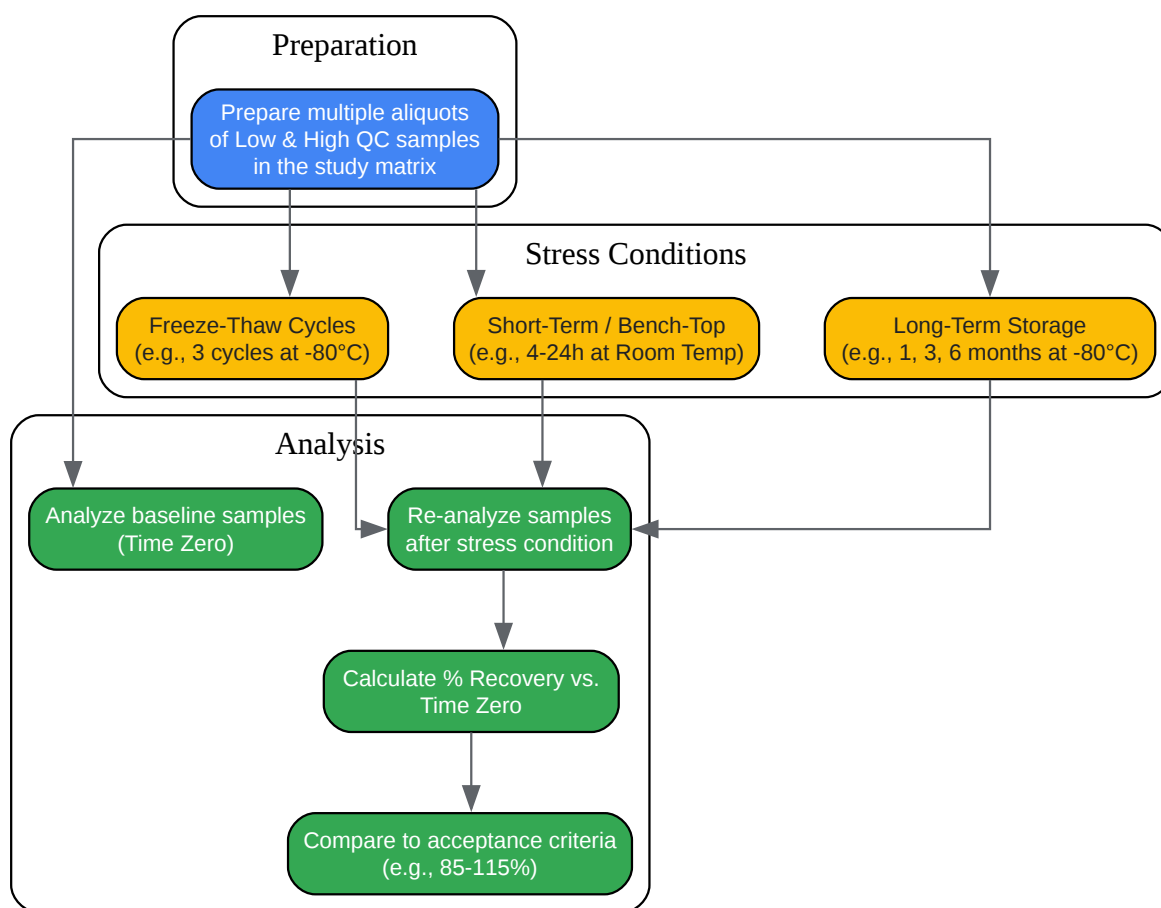 Preparation
Prepare multiple aliquots
of Low & High QC samples
in the study matrix
Stress Conditions
Freeze-Thaw Cycles
(e.g., 3 cycles at -80°C)
Short-Term / Bench-Top
(e.g., 4-24h at Room Temp)
Long-Term Storage
(e.g., 1, 3, 6 months at -80°C)
Analysis
Analyze baseline samples
(Time Zero)
Re-analyze samples
after stress condition
Calculate % Recovery vs.
Time Zero
Compare to acceptance criteria
(e.g., 85-115%)